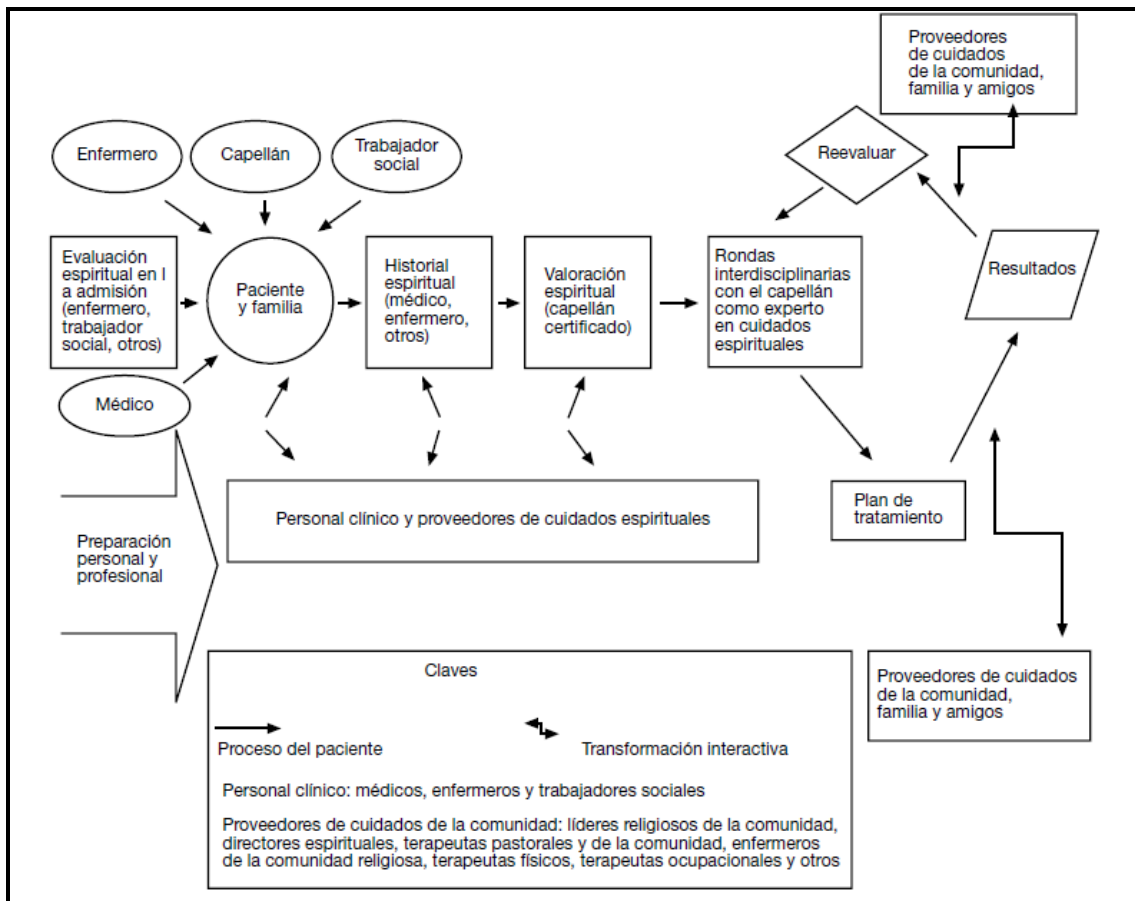 Proveedores
de cuidados
de la comunidad,
familia y amigos
Enfermero
Capellán
Trabajador
social
Reevaluar
Evaluación
espiritual en l
a admisión
(enfermero,
trabajador
social, otros)
Paciente
y familia
Historial
espiritual
(médico,
enfermero,
otros)
Valoración
espiritual
(capellán
certificado)
Rondas
interdisciplinarias
con el capellán
como experto
en cuidados
espirituales
Resultados
Médico
Preparación
personal y
profesional
Personal clínico y proveedores de cuidados espirituales
Plan de
tratamiento
Proveedores de cuidados
de la comunidad,
familia y amigos
Claves
Proceso del paciente
Transformación interactiva
Personal clínico: médicos, enfermeros y trabajadores sociales
Proveedores de cuidados de la comunidad: líderes religiosos de la comunidad,
directores espirituales, terapeutas pastorales y de la comunidad, enfermeros
de la comunidad religiosa, terapeutas físicos, terapeutas ocupacionales y otros